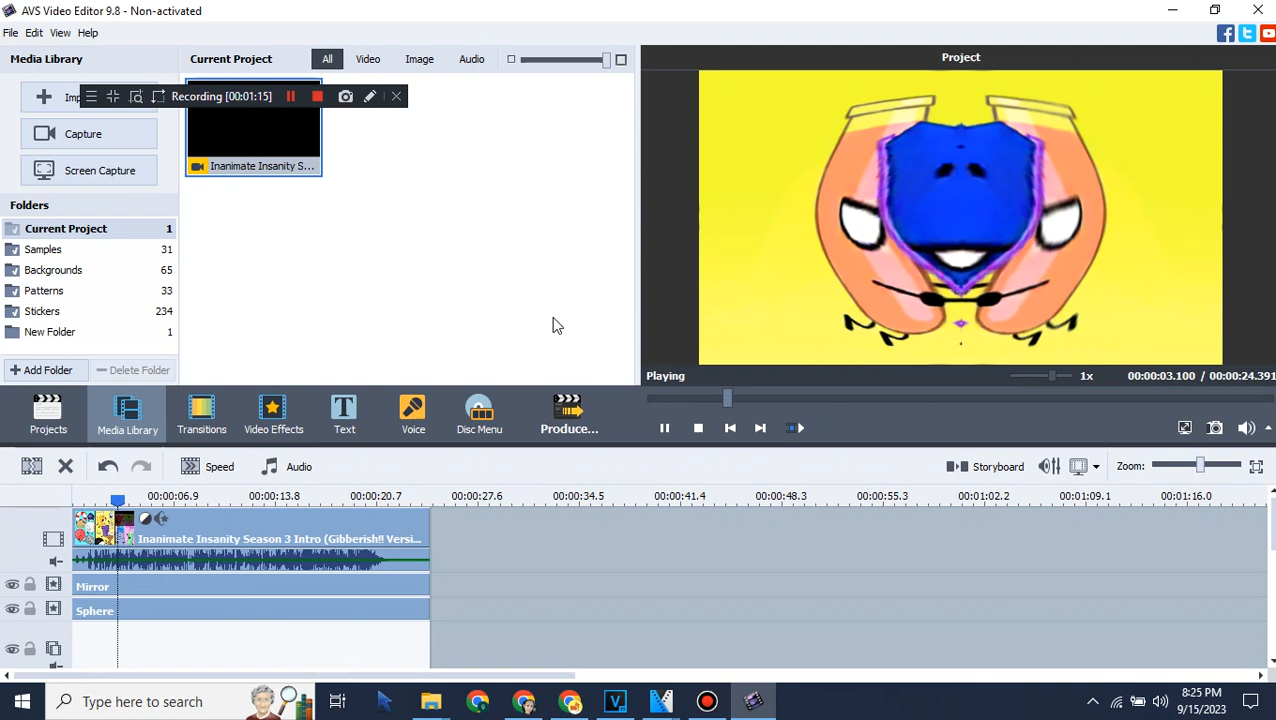 AVS Video Editor 9.8 - Non-activated
File Edit View Help
Media Library
Current Project All Video Image Audio
Project
Recording [00:01:15]
Capture
Screen Capture
Inanimate Insanity S...
Folders
Current Project 1
Samples 31
Backgrounds 65
Patterns 33
Stickers 234
New Folder 1
Add Folder Delete Folder
Playing 1x 00:00:03.100 / 00:00:24.391
Projects Media Library Transitions Video Effects Text Voice Disc Menu Produce...
Speed Audio Storyboard Zoom:
00:00:06.9 00:00:13.8 00:00:20.7 00:00:27.6 00:00:34.5 00:00:41.4 00:00:48.3 00:00:55.3 00:01:02.2 00:01:09.1 00:01:16.0
Inanimate Insanity Season 3 Intro (Gibberish!! Versi...
Mirror
Sphere
Type here to search
8:25 PM
9/15/2023